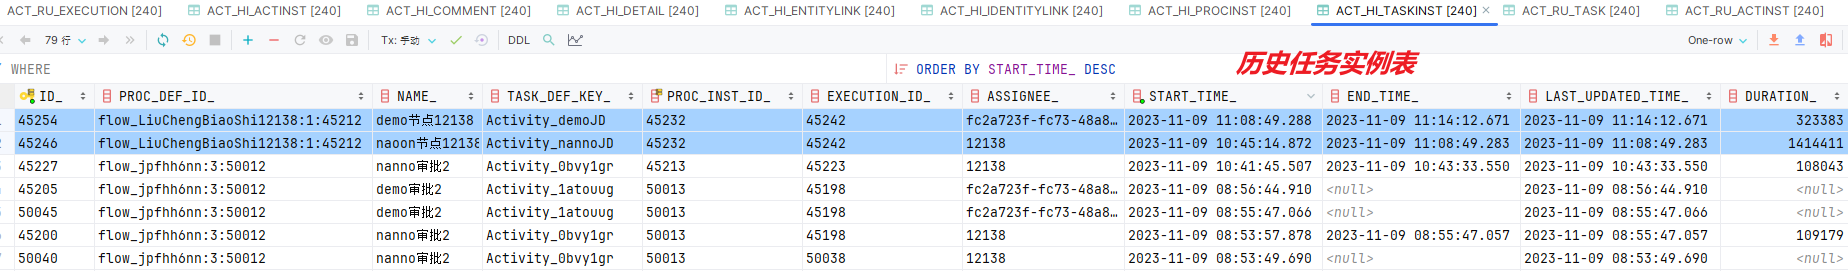 ACT_RU_EXECUTION [240] ACT_HI_ACTINST [240] ACT_HI_COMMENT [240] ACT_HI_DETAIL [240] ACT_HI_ENTITYLINK [240] ACT_HI_IDENTITYLINK [240] ACT_HI_PROCINST [240] ACT_HI_TASKINST [240] ACT_RU_TASK [240] ACT_RU_ACTINST [240]
79 行 Tx: 手动 DDL One-row
历史任务实例表
WHERE ORDER BY START_TIME_ DESC
ID_ PROC_DEF_ID_ NAME_ TASK_DEF_KEY_ PROC_INST_ID_ EXECUTION_ID_ ASSIGNEE_ START_TIME_ END_TIME_ LAST_UPDATED_TIME_ DURATION_
45254 flow_LiuChengBiaoShi12138:1:45212 demo节点12138 Activity_demoJD 45232 45242 fc2a723f-fc73-48a8… 2023-11-09 11:08:49.288 2023-11-09 11:14:12.671 2023-11-09 11:14:12.671 323383
45246 flow_LiuChengBiaoShi12138:1:45212 naoon节点12138 Activity_nannoJD 45232 45242 12138 2023-11-09 10:45:14.872 2023-11-09 11:08:49.283 2023-11-09 11:08:49.283 1414411
45227 flow_jpfhh6nn:3:50012 nanno审批2 Activity_0bvy1gr 45213 45223 12138 2023-11-09 10:41:45.507 2023-11-09 10:43:33.550 2023-11-09 10:43:33.550 108043
45205 flow_jpfhh6nn:3:50012 demo审批2 Activity_1atouug 50013 45198 fc2a723f-fc73-48a8… 2023-11-09 08:56:44.910 <null> 2023-11-09 08:56:44.910 <null>
50045 flow_jpfhh6nn:3:50012 demo审批2 Activity_1atouug 50013 45198 fc2a723f-fc73-48a8… 2023-11-09 08:55:47.066 <null> 2023-11-09 08:55:47.066 <null>
45200 flow_jpfhh6nn:3:50012 nanno审批2 Activity_0bvy1gr 50013 45198 12138 2023-11-09 08:53:57.878 2023-11-09 08:55:47.057 2023-11-09 08:55:47.057 109179
50040 flow_jpfhh6nn:3:50012 nanno审批2 Activity_0bvy1gr 50013 50038 12138 2023-11-09 08:53:49.690 <null> 2023-11-09 08:53:49.690 <null>